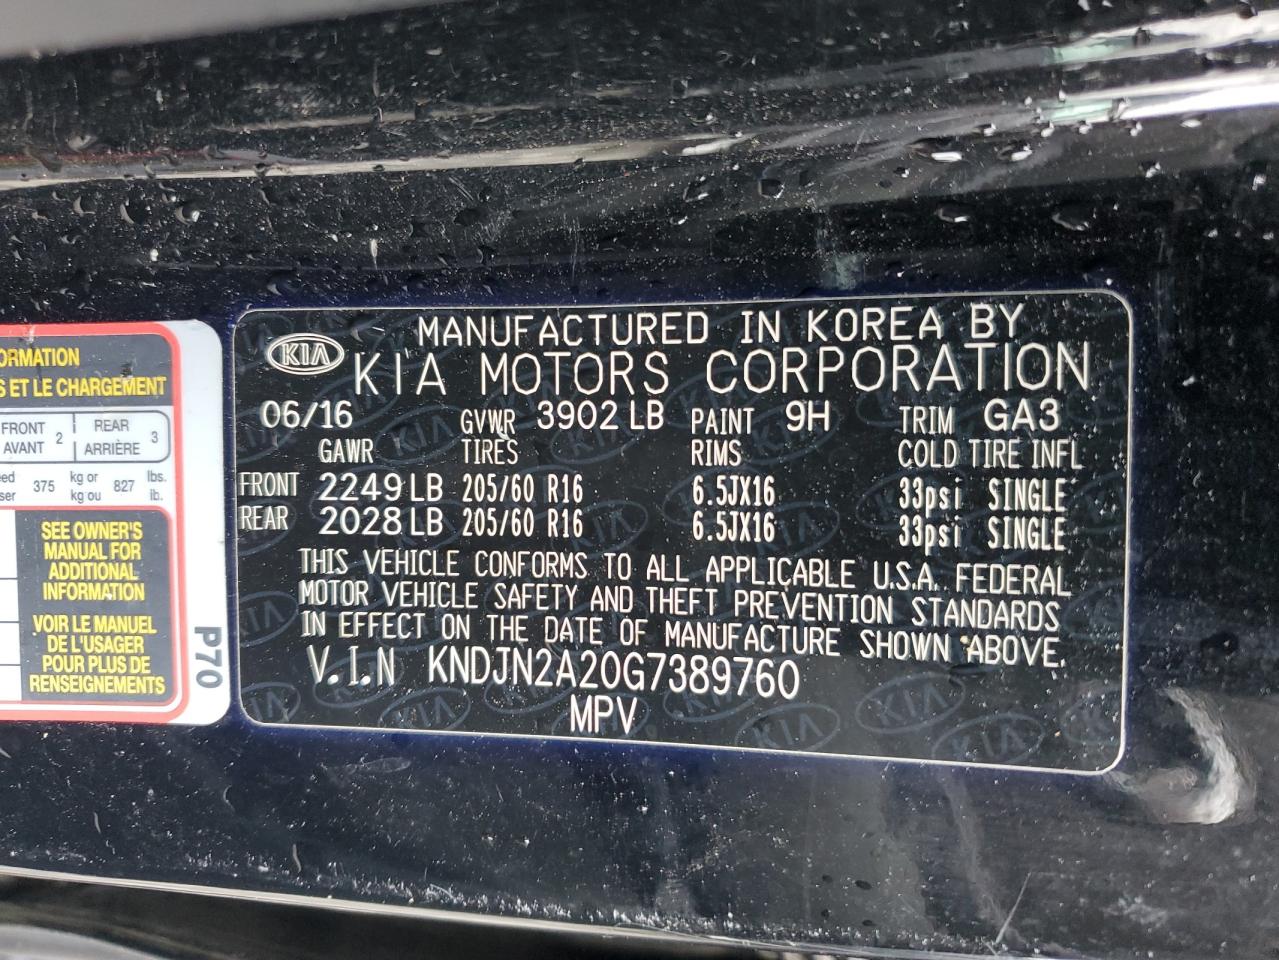 ORMATION
S ET LE CHARGEMENT
FRONT
AVANT 2
REAR
ARRIÈRE 3
eed
ser 375 kg or
kg ou 827 lbs.
lb.
SEE OWNER'S
MANUAL FOR
ADDITIONAL
INFORMATION
VOIR LE MANUEL
DE L'USAGER
POUR PLUS DE
RENSEIGNEMENTS
P70
KIA
MANUFACTURED IN KOREA BY
KIA MOTORS CORPORATION
06/16 GVWR 3902 LB PAINT 9H TRIM GA3
GAWR TIRES RIMS COLD TIRE INFL
FRONT 2249 LB 205/60 R16 6.5JX16 33psi SINGLE
REAR 2028 LB 205/60 R16 6.5JX16 33psi SINGLE
THIS VEHICLE CONFORMS TO ALL APPLICABLE U.S.A. FEDERAL
MOTOR VEHICLE SAFETY AND THEFT PREVENTION STANDARDS
IN EFFECT ON THE DATE OF MANUFACTURE SHOWN ABOVE.
V.I.N KNDJN2A20G7389760
MPV